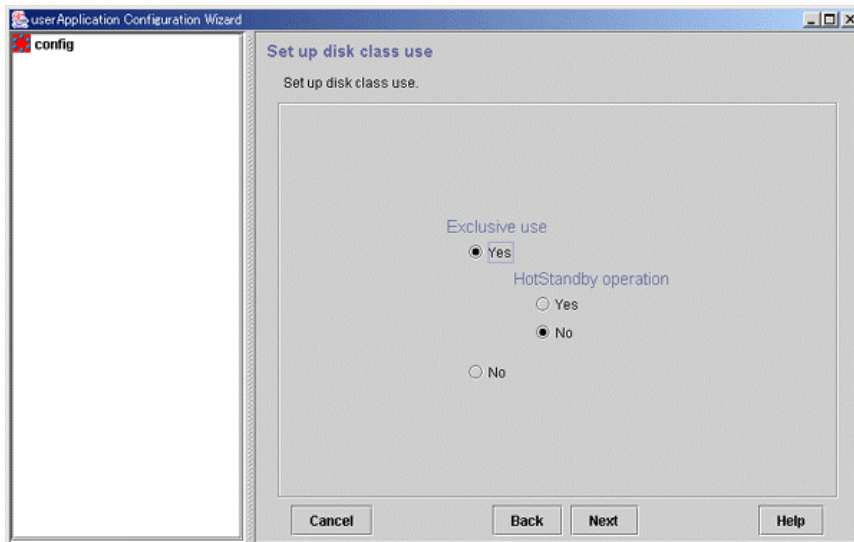 userApplication Configuration Wizard
config
Set up disk class use
Set up disk class use.
Exclusive use
Yes
HotStandby operation
Yes
No
No
Cancel
Back
Next
Help